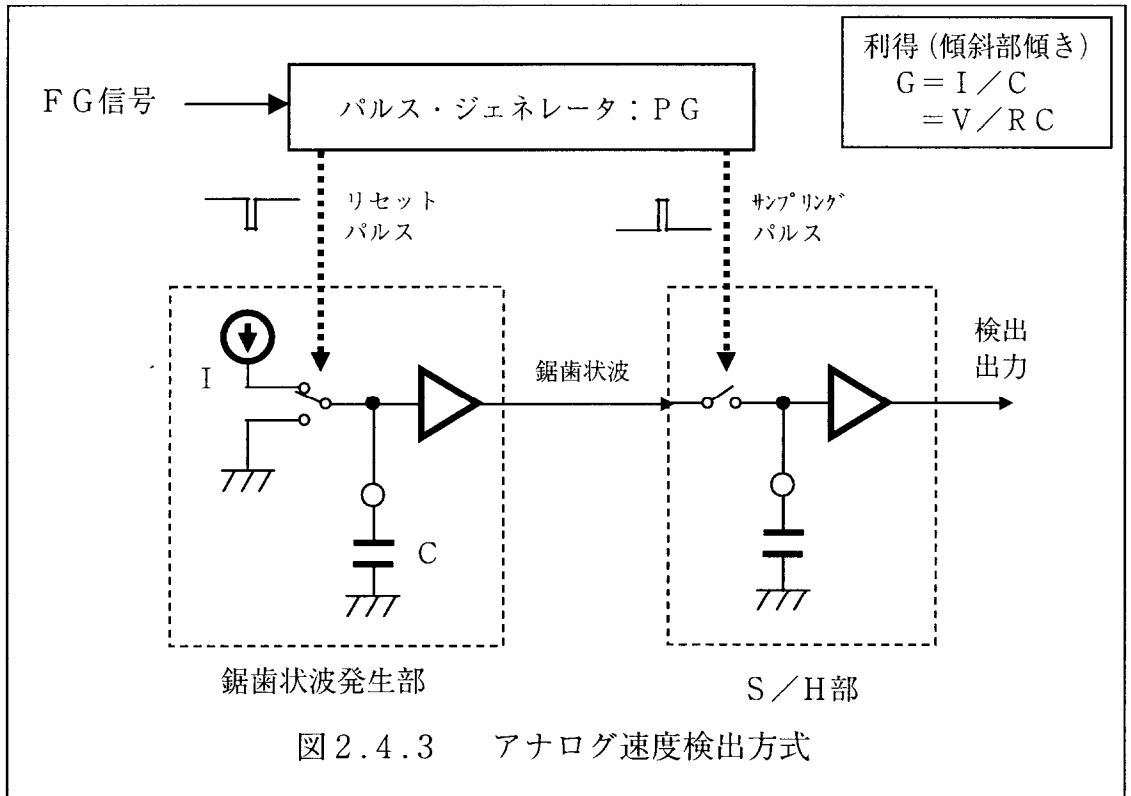 利得(傾斜部傾き)
G=I/C
=V/RC
FG信号
パルス・ジェネレータ:PG
リセット
パルス
サンプリング
パルス
I
C
鋸歯状波
検出
出力
鋸歯状波発生部
S/H部
図2.4.3 アナログ速度検出方式